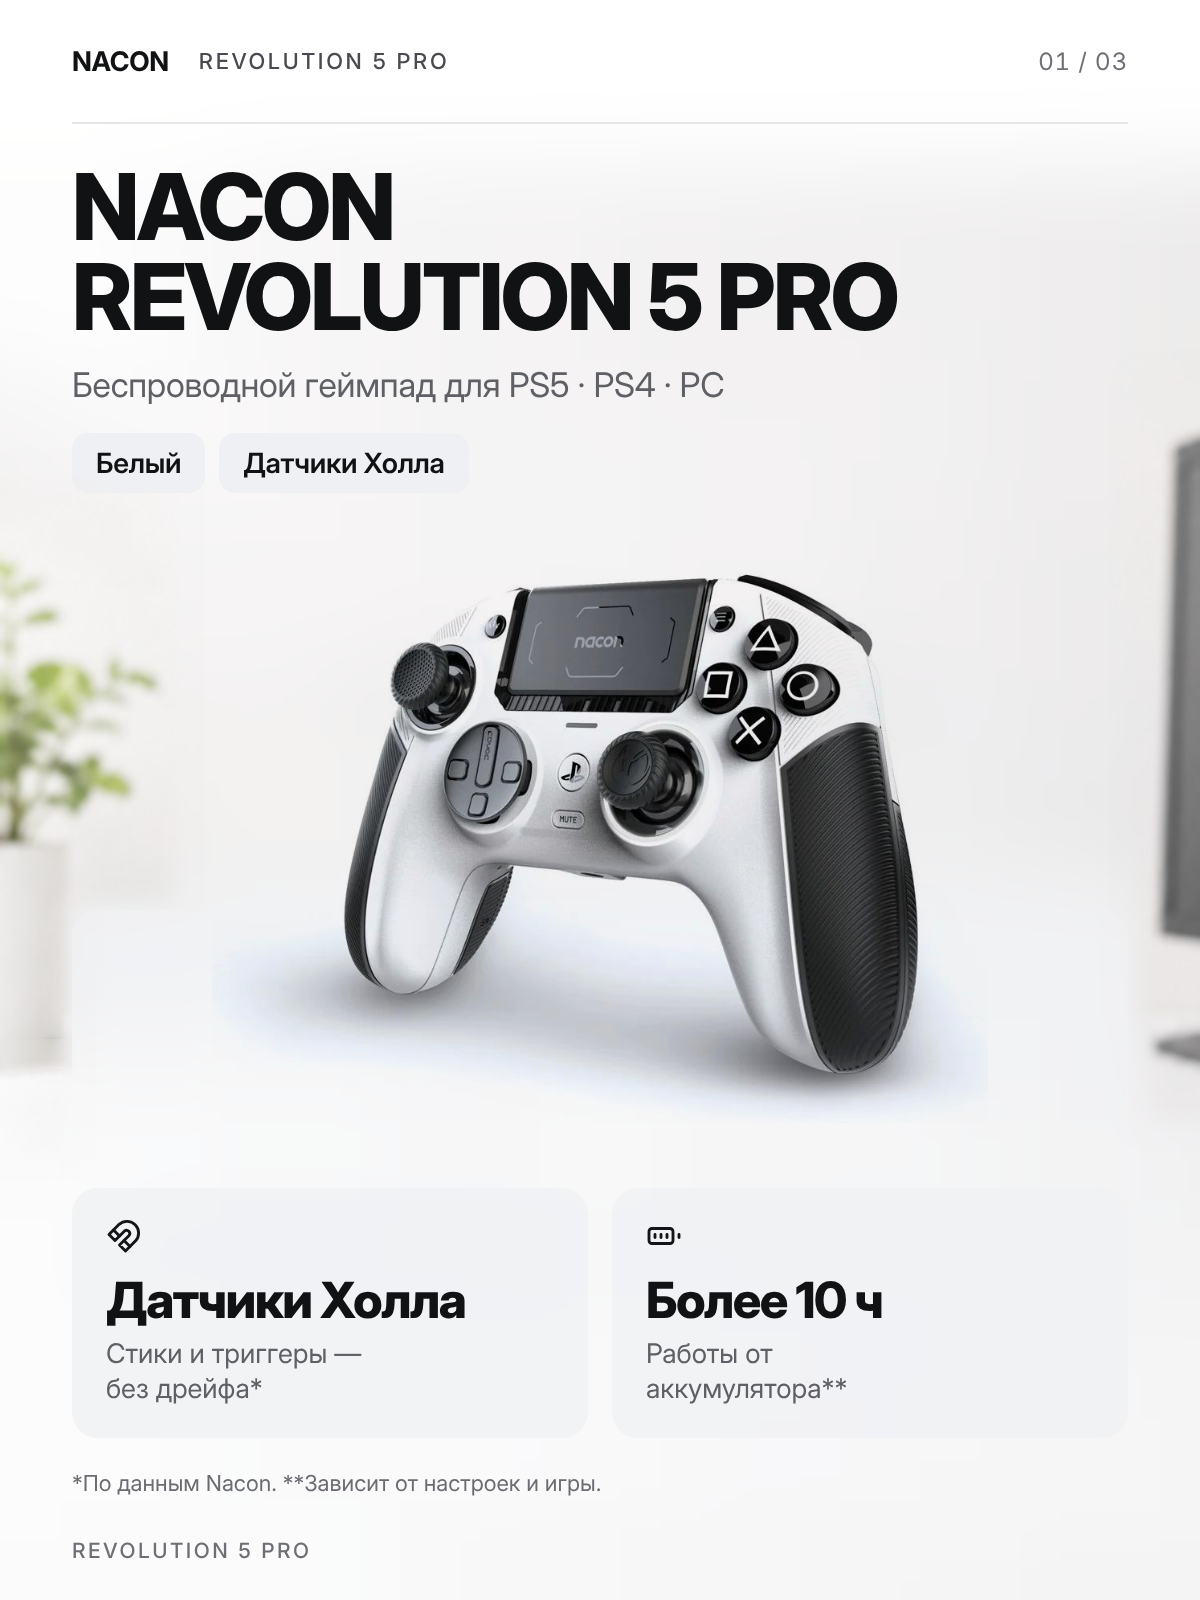 NACON REVOLUTION 5 PRO 01 / 03
NACON
REVOLUTION 5 PRO
Беспроводной геймпад для PS5 · PS4 · PC
Белый Датчики Холла
nacon
MUTE
Датчики Холла
Стики и триггеры —
без дрейфа*
Более 10 ч
Работы от
аккумулятора**
*По данным Nacon. **Зависит от настроек и игры.
REVOLUTION 5 PRO